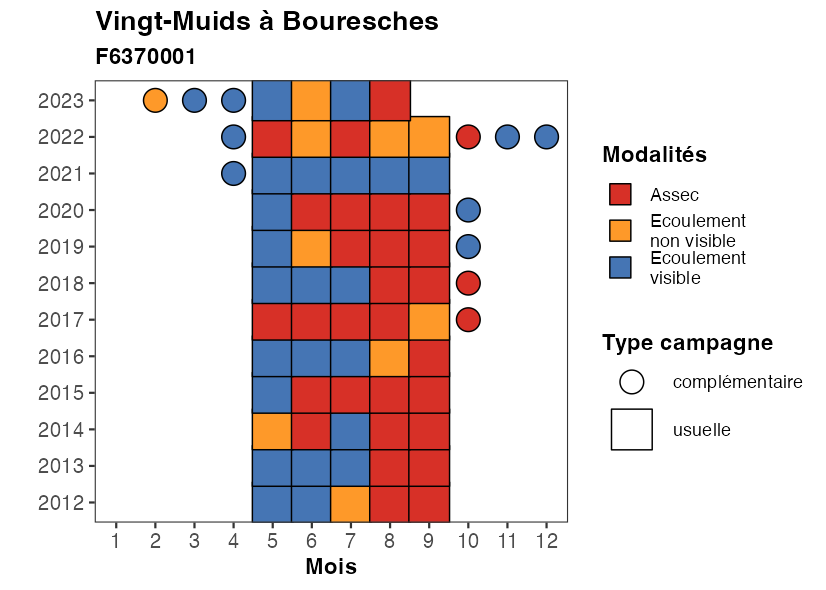 Vingt-Muids à Bouresches
F6370001
2023
2022
2021
2020
2019
2018
2017
2016
2015
2014
2013
2012
1 2 3 4 5 6 7 8 9 10 11 12
Mois
Modalités
Assec
Ecoulement
non visible
Ecoulement
visible
Type campagne
complémentaire
usuelle